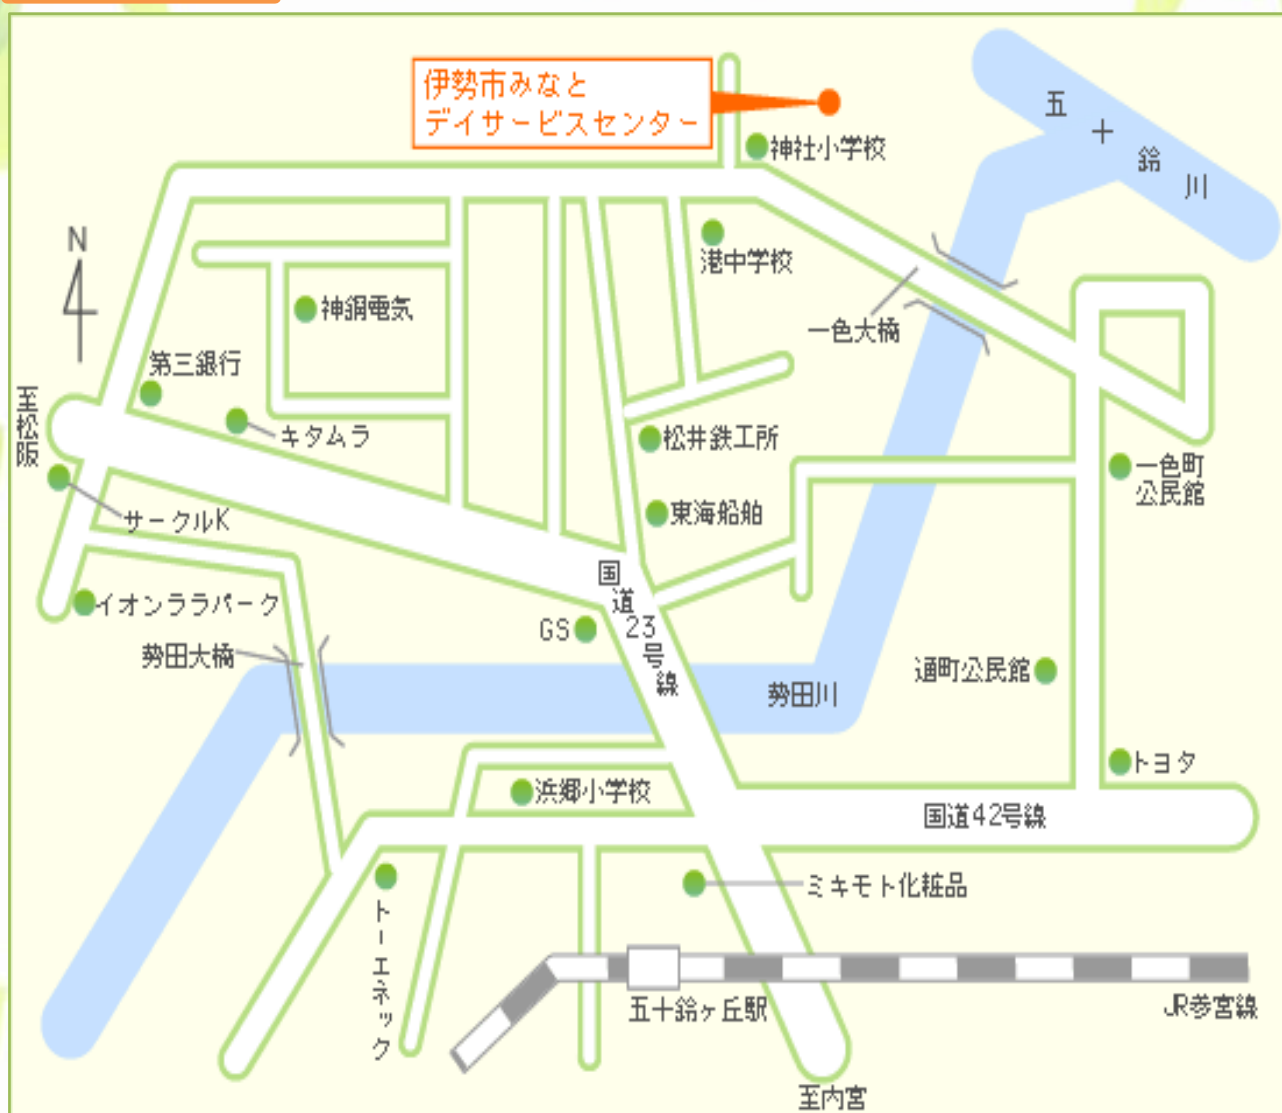 伊勢市みなと
デイサービスセンター
五十鈴川
神社小学校
N
港中学校
神鋼電気
一色大橋
第三銀行
至松阪
キタムラ
松井鉄工所
一色町
公民館
サークルK
東海船舶
国道23号線
イオンララパーク
GS
勢田大橋
通町公民館
勢田川
トヨタ
浜郷小学校
国道42号線
ミキモト化粧品
トーエネック
五十鈴ヶ丘駅
JR参宮線
至内宮